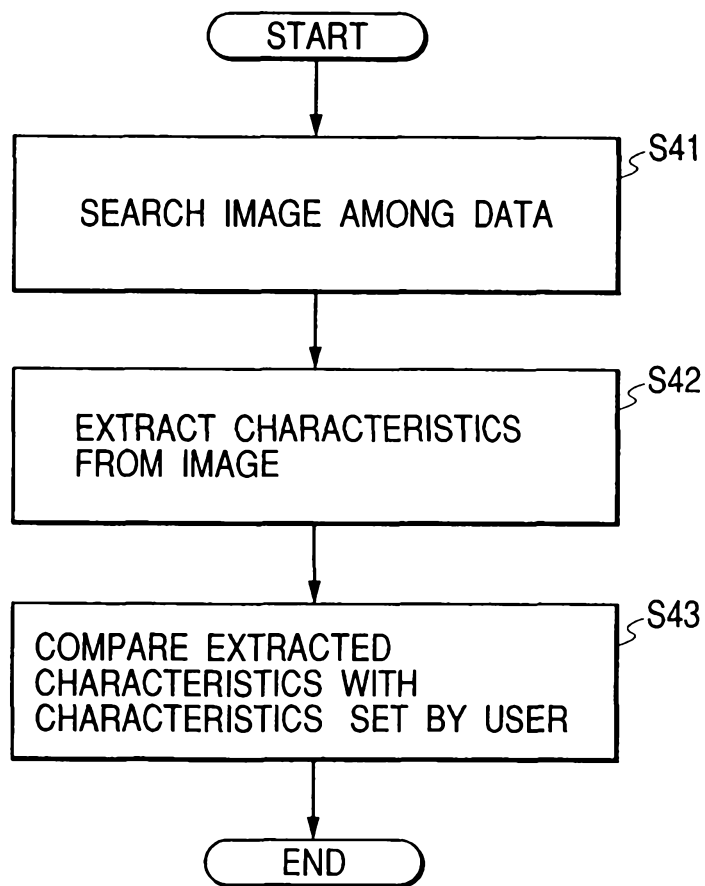 START
S41
SEARCH IMAGE AMONG DATA
S42
EXTRACT CHARACTERISTICS
FROM IMAGE
S43
COMPARE EXTRACTED
CHARACTERISTICS WITH
CHARACTERISTICS SET BY USER
END